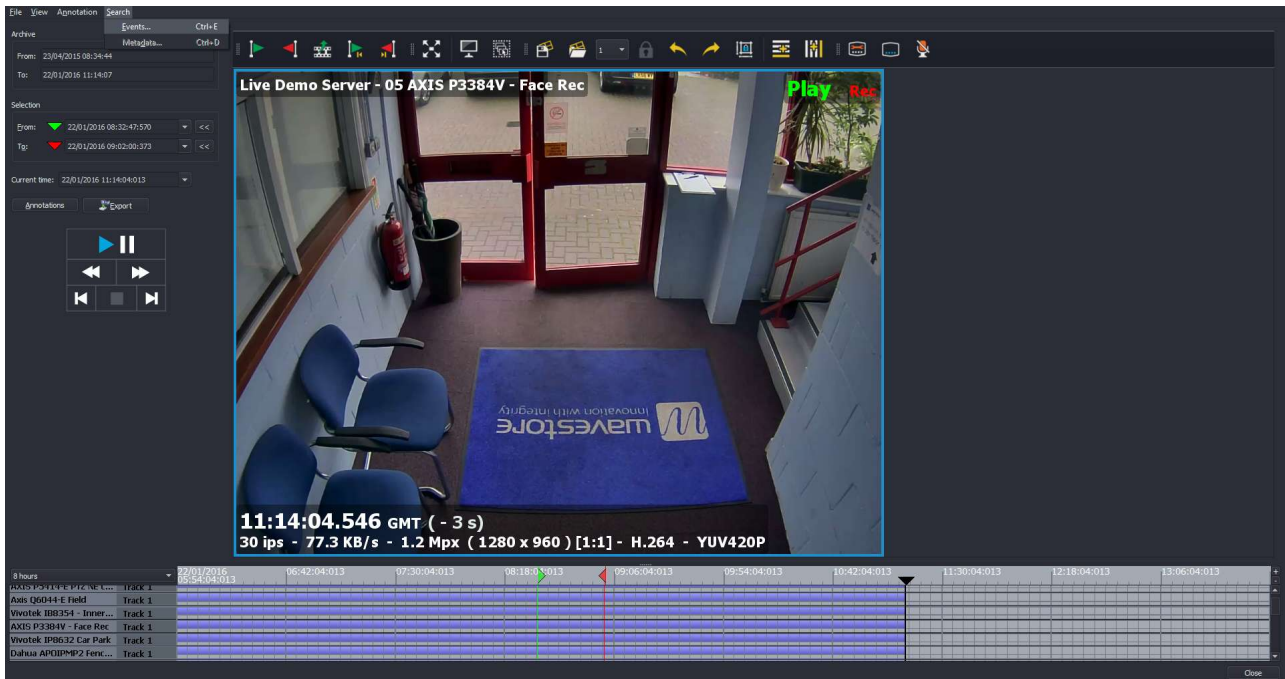 File View Annotation Search
Events... Ctrl+E
Metadata... Ctrl+D
Archive
From: 23/04/2015 08:34:44
To: 22/01/2016 11:14:07
Selection
From: 22/01/2016 08:32:47:570 <<
To: 22/01/2016 09:02:00:373 <<
Current time: 22/01/2016 11:14:04:013
Annotations Export
1
Live Demo Server - 05 AXIS P3384V - Face Rec
Play Rec
wavestore
innovation with integrity
11:14:04.546 GMT ( - 3 s)
30 ips - 77.3 KB/s - 1.2 Mpx ( 1280 x 960 ) [1:1] - H.264 - YUV420P
8 hours
22/01/2016
05:54:04:013 06:42:04:013 07:30:04:013 08:18:04:013 09:06:04:013 09:54:04:013 10:42:04:013 11:30:04:013 12:18:04:013 13:06:04:013
Track 1
Axis Q6044-E Field Track 1
Vivotek IB8354 - Inner... Track 1
AXIS P3384V - Face Rec Track 1
Vivotek IP8632 Car Park Track 1
Dahua APOIPMP2 Fenc... Track 1
Close